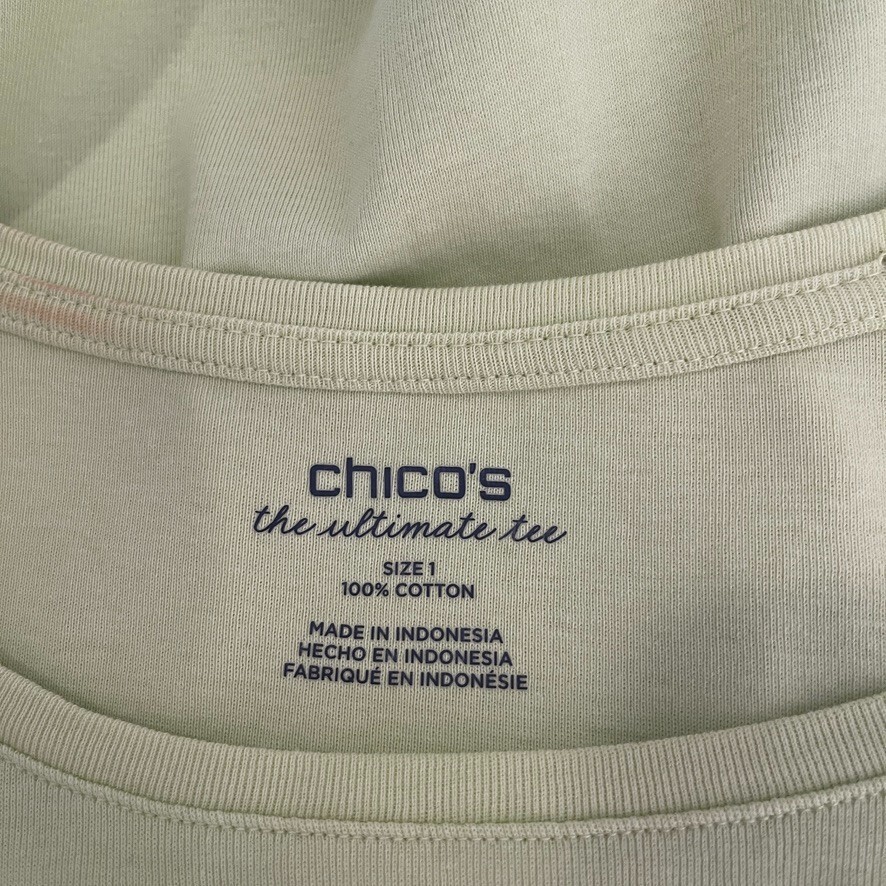 chico's
the ultimate tee
SIZE 1
100% COTTON
MADE IN INDONESIA
HECHO EN INDONESIA
FABRIQUÉ EN INDONÉSIE